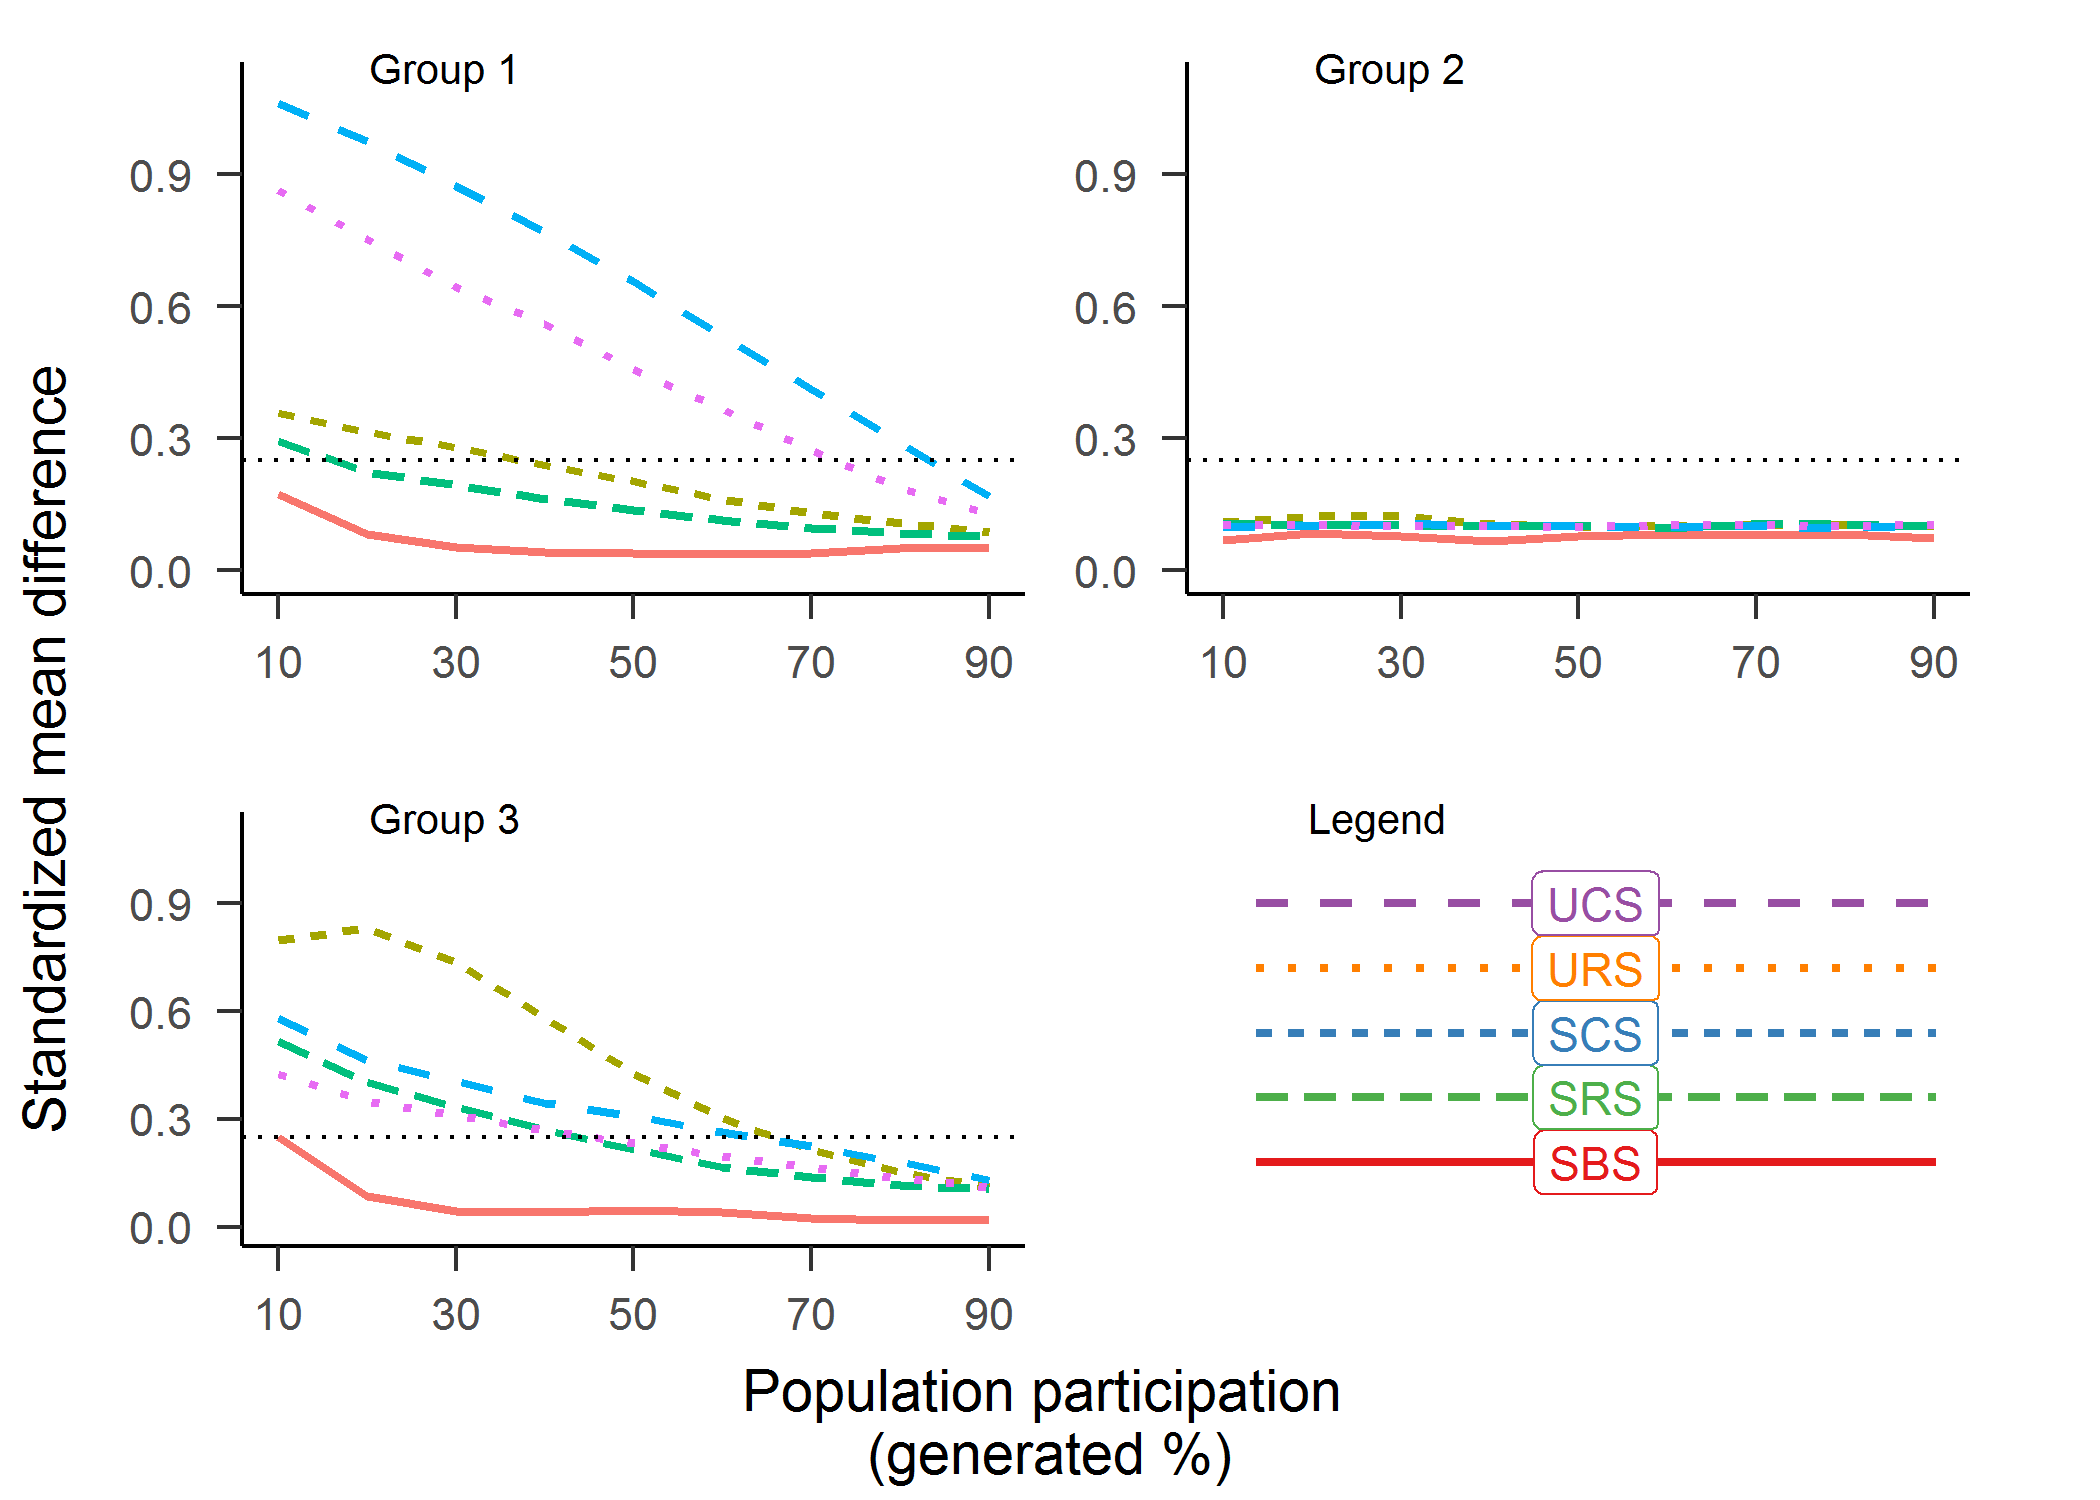 Group 1
0.9
0.6
0.3
0.0
10 30 50 70 90
Group 2
0.9
0.6
0.3
0.0
10 30 50 70 90
Standardized mean difference
Group 3
0.9
0.6
0.3
0.0
10 30 50 70 90
Legend
UCS
URS
SCS
SRS
SBS
Population participation
(generated %)